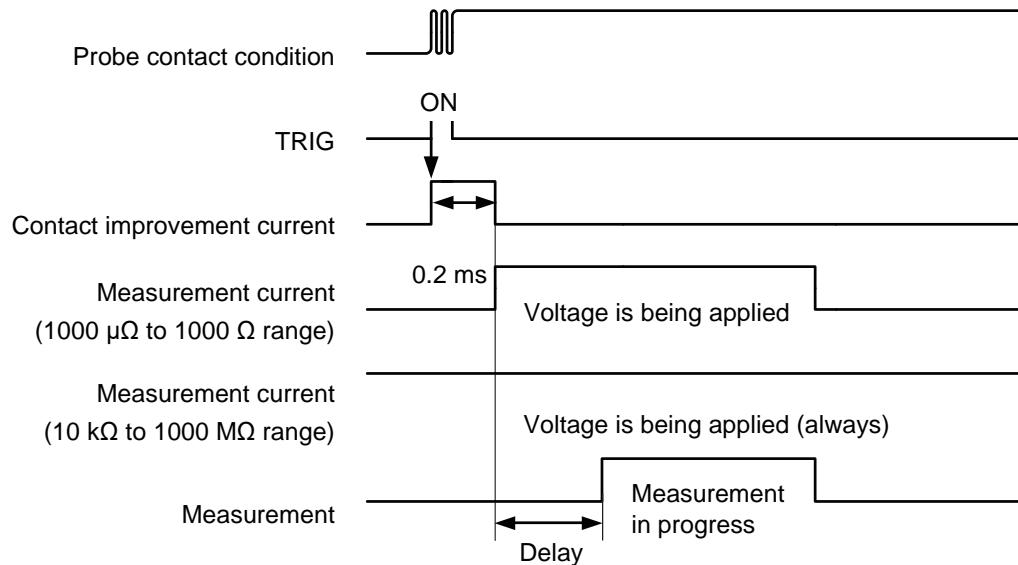 Probe contact condition
ON
TRIG
Contact improvement current
0.2 ms
Measurement current
(1000 μΩ to 1000 Ω range)
Voltage is being applied
Measurement current
(10 kΩ to 1000 MΩ range)
Voltage is being applied (always)
Measurement
Measurement
in progress
Delay